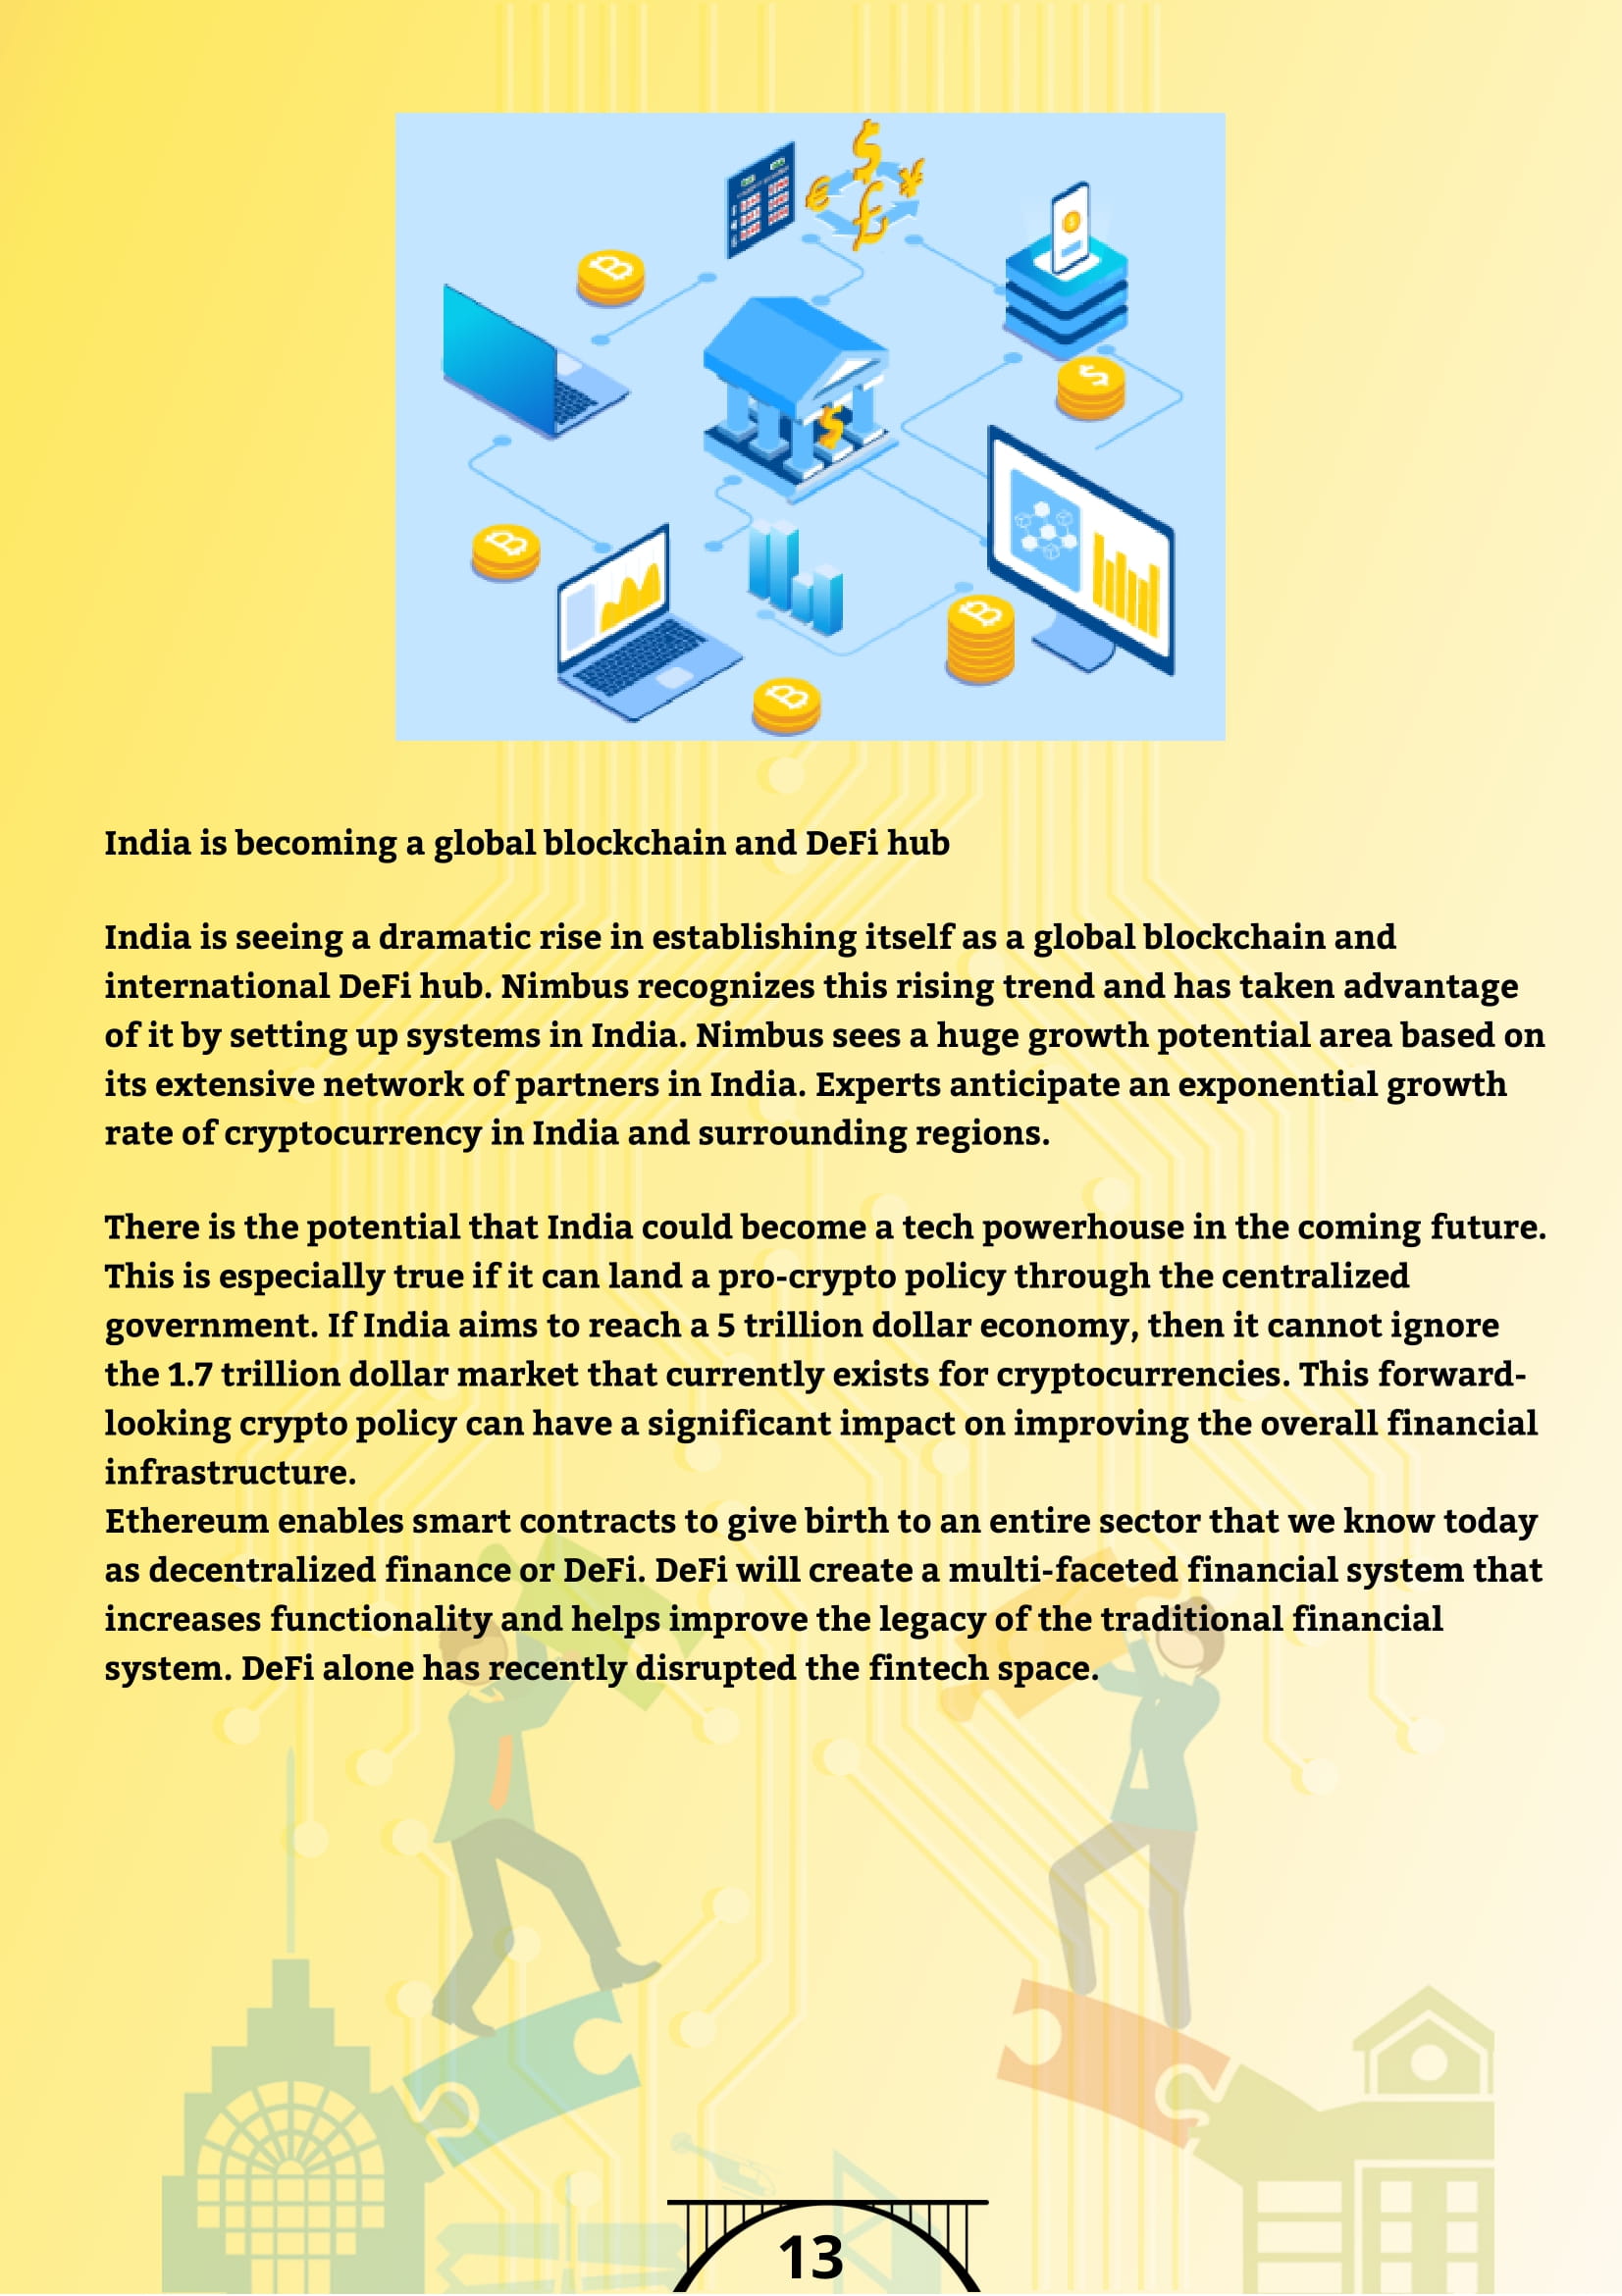 India is becoming a global blockchain and DeFi hub
India is seeing a dramatic rise in establishing itself as a global blockchain and
international DeFi hub. Nimbus recognizes this rising trend and has taken advantage
of it by setting up systems in India. Nimbus sees a huge growth potential area based on
its extensive network of partners in India. Experts anticipate an exponential growth
rate of cryptocurrency in India and surrounding regions.
There is the potential that India could become a tech powerhouse in the coming future.
This is especially true if it can land a pro-crypto policy through the centralized
government. If India aims to reach a 5 trillion dollar economy, then it cannot ignore
the 1.7 trillion dollar market that currently exists for cryptocurrencies. This forward-
looking crypto policy can have a significant impact on improving the overall financial
infrastructure.
Ethereum enables smart contracts to give birth to an entire sector that we know today
as decentralized finance or DeFi. DeFi will create a multi-faceted financial system that
increases functionality and helps improve the legacy of the traditional financial
system. DeFi alone has recently disrupted the fintech space.
13